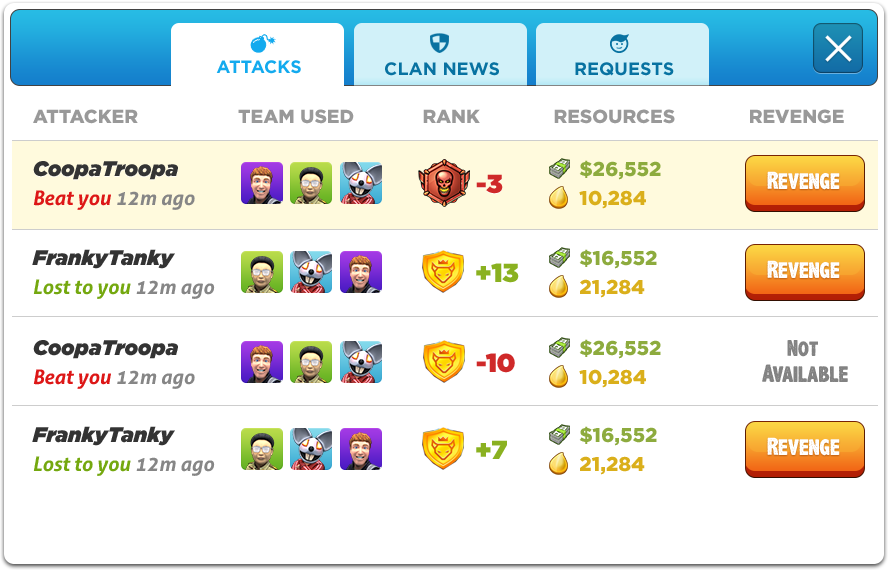 ATTACKS
CLAN NEWS
REQUESTS
ATTACKER TEAM USED RANK RESOURCES REVENGE
CoopaTroopa
Beat you 12m ago
-3
$26,552
10,284
REVENGE
FrankyTanky
Lost to you 12m ago
+13
$16,552
21,284
REVENGE
CoopaTroopa
Beat you 12m ago
-10
$26,552
10,284
NOT
AVAILABLE
FrankyTanky
Lost to you 12m ago
+7
$16,552
21,284
REVENGE